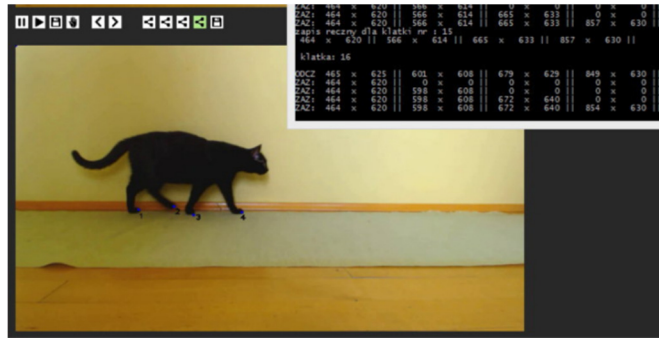 ZAZ: 464 x 620 || 566 x 614 || 0 x 0 || 0 x 0
ZAZ: 464 x 620 || 566 x 614 || 665 x 633 || 0 x 0
ZAZ: 464 x 620 || 566 x 614 || 665 x 633 || 857 x 630
zapis reczny dla klatki nr : 15
464 x 620 || 566 x 614 || 665 x 633 || 857 x 630 ||
klatka: 16
ODCZ 465 x 625 || 601 x 608 || 679 x 629 || 849 x 630
ZAZ: 464 x 620 || 0 x 0 || 0 x 0 || 0 x 0
ZAZ: 464 x 620 || 598 x 608 || 0 x 0 || 0 x 0
ZAZ: 464 x 620 || 598 x 608 || 672 x 640 || 0 x 0
ZAZ: 464 x 620 || 598 x 608 || 672 x 640 || 854 x 630
1 2 3 4